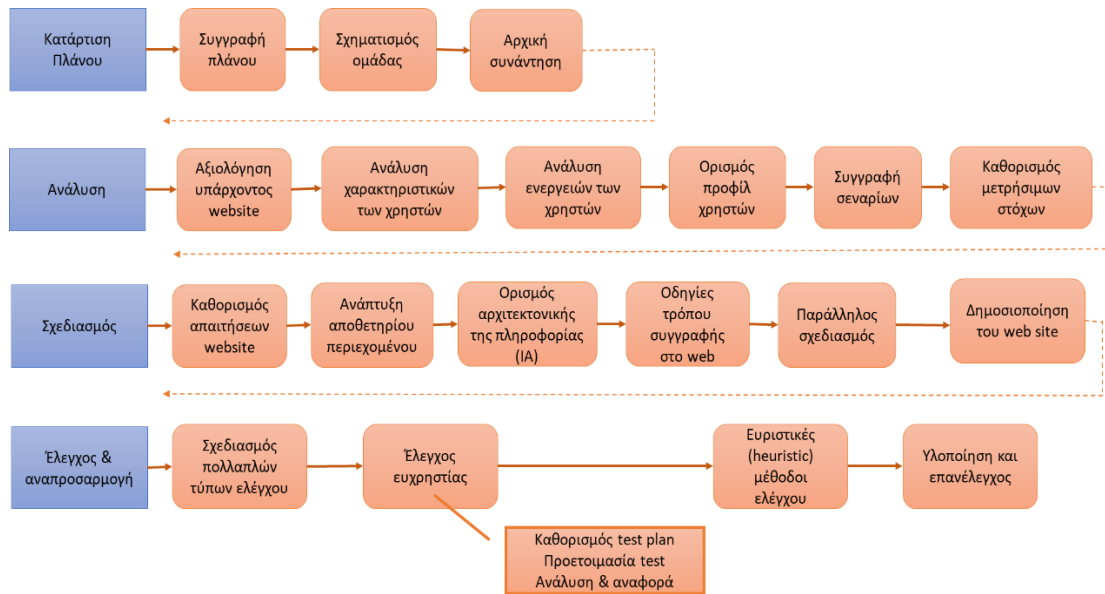 Κατάρτιση
Πλάνου
Συγγραφή
πλάνου
Σχηματισμός
ομάδας
Αρχική
συνάντηση
Ανάλυση
Αξιολόγηση
υπάρχοντος
website
Ανάλυση
χαρακτηριστικών
των χρηστών
Ανάλυση
ενεργειών των
χρηστών
Ορισμός
προφίλ
χρηστών
Συγγραφή
σεναρίων
Καθορισμός
μετρήσιμων
στόχων
Σχεδιασμός
Καθορισμός
απαιτήσεων
website
Ανάπτυξη
αποθετηρίου
περιεχομένου
Ορισμός
αρχιτεκτονικής
της πληροφορίας
(IA)
Οδηγίες
τρόπου
συγγραφής
στο web
Παράλληλος
σχεδιασμός
Δημοσιοποίηση
του web site
Έλεγχος &
αναπροσαρμογή
Σχεδιασμός
πολλαπλών
τύπων ελέγχου
Έλεγχος
ευχρηστίας
Ευριστικές
(heuristic)
μέθοδοι
ελέγχου
Υλοποίηση και
επανέλεγχος
Καθορισμός test plan
Προετοιμασία test
Ανάλυση & αναφορά